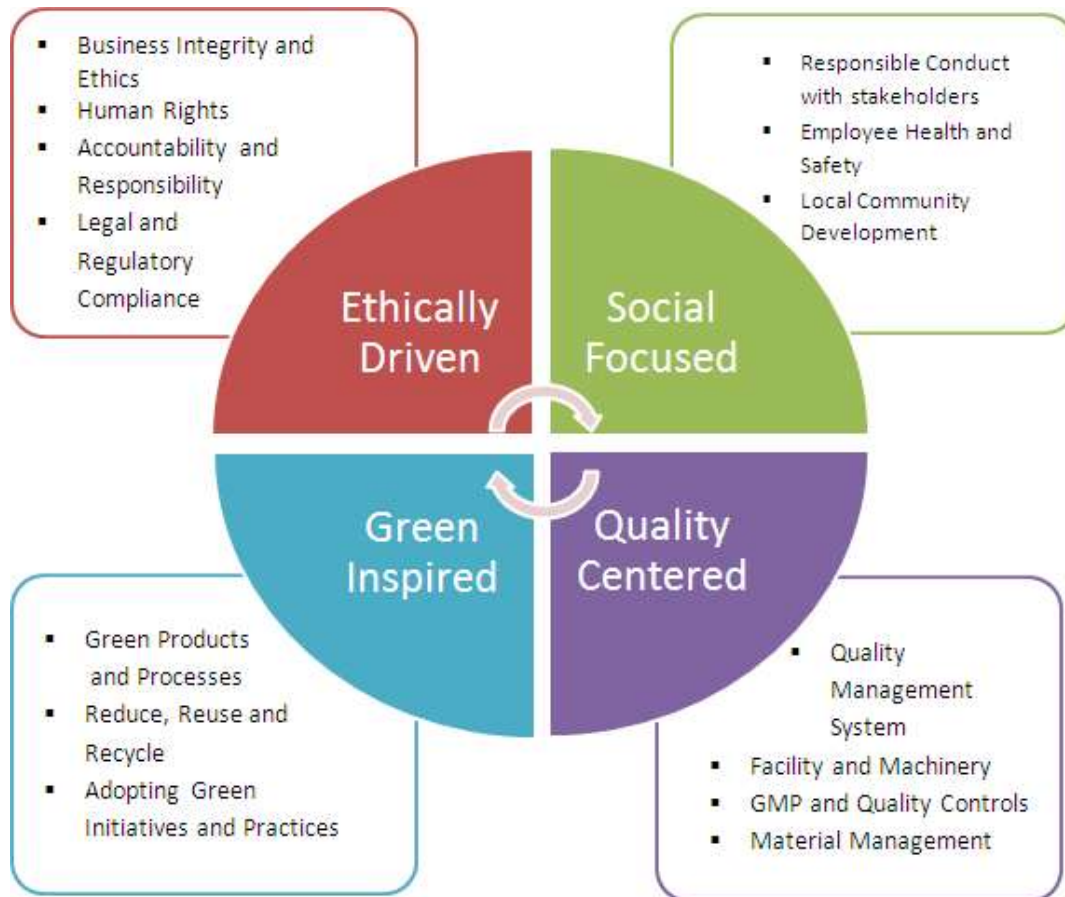 ▪ Business Integrity and
Ethics
▪ Human Rights
▪ Accountability and
Responsibility
▪ Legal and
Regulatory
Compliance
▪ Responsible Conduct
with stakeholders
▪ Employee Health and
Safety
▪ Local Community
Development
Ethically
Driven
Social
Focused
Green
Inspired
Quality
Centered
▪ Green Products
and Processes
▪ Reduce, Reuse and
Recycle
▪ Adopting Green
Initiatives and Practices
▪ Quality
Management
System
▪ Facility and Machinery
▪ GMP and Quality Controls
▪ Material Management